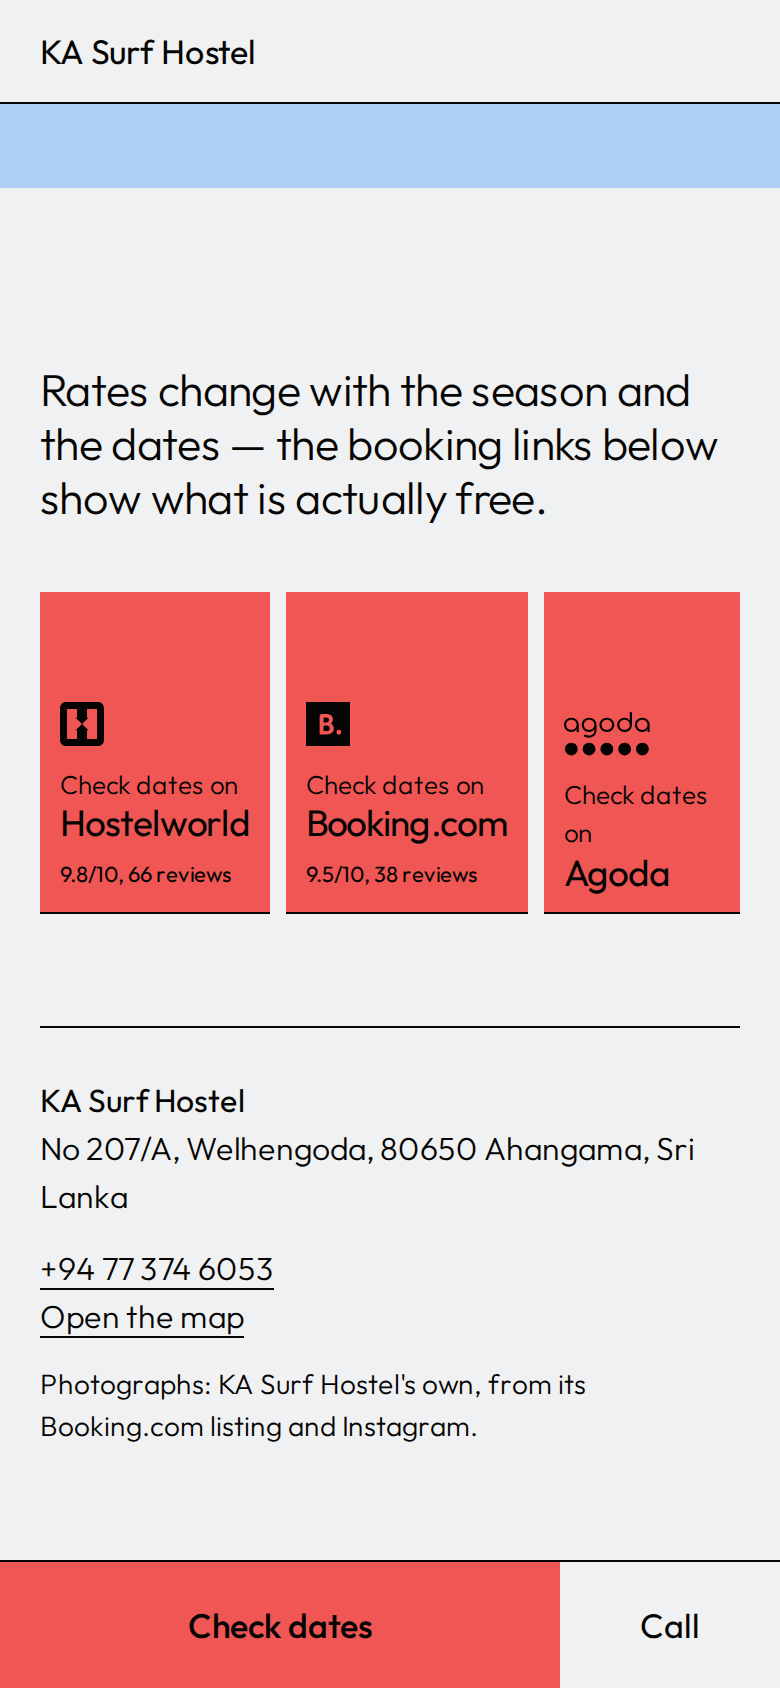 KA Surf Hostel
Rates change with the season and
the dates — the booking links below
show what is actually free.
B.
Check dates on
Hostelworld
9.8/10, 66 reviews
Check dates on
Booking.com
9.5/10, 38 reviews
agoda
Check dates
on
Agoda
KA Surf Hostel
No 207/A, Welhengoda, 80650 Ahangama, Sri
Lanka
+94 77 374 6053
Open the map
Photographs: KA Surf Hostel's own, from its
Booking.com listing and Instagram.
Check dates
Call